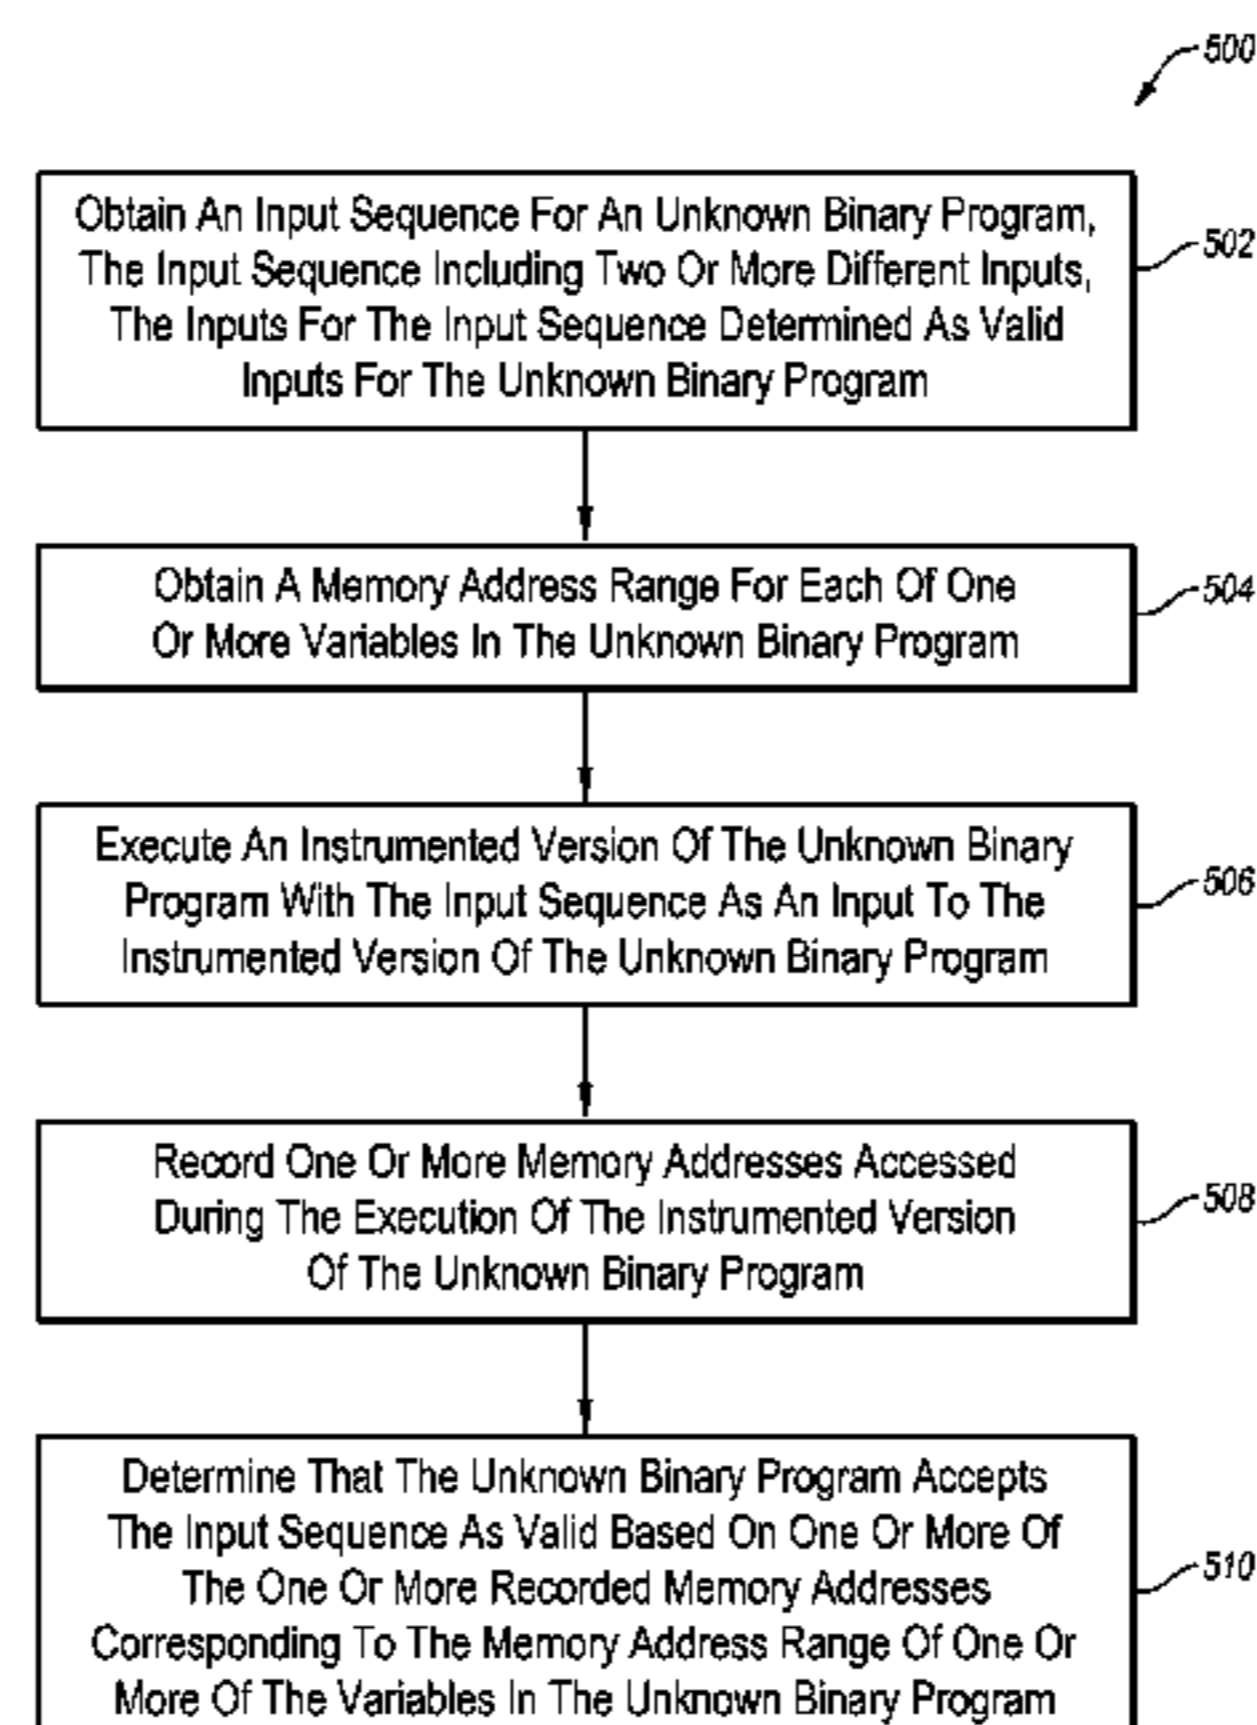 500
Obtain An Input Sequence For An Unknown Binary Program,
The Input Sequence Including Two Or More Different Inputs,
The Inputs For The Input Sequence Determined As Valid
Inputs For The Unknown Binary Program
502
Obtain A Memory Address Range For Each Of One
Or More Variables In The Unknown Binary Program
504
Execute An Instrumented Version Of The Unknown Binary
Program With The Input Sequence As An Input To The
Instrumented Version Of The Unknown Binary Program
506
Record One Or More Memory Addresses Accessed
During The Execution Of The Instrumented Version
Of The Unknown Binary Program
508
Determine That The Unknown Binary Program Accepts
The Input Sequence As Valid Based On One Or More Of
The One Or More Recorded Memory Addresses
Corresponding To The Memory Address Range Of One Or
More Of The Variables In The Unknown Binary Program
510